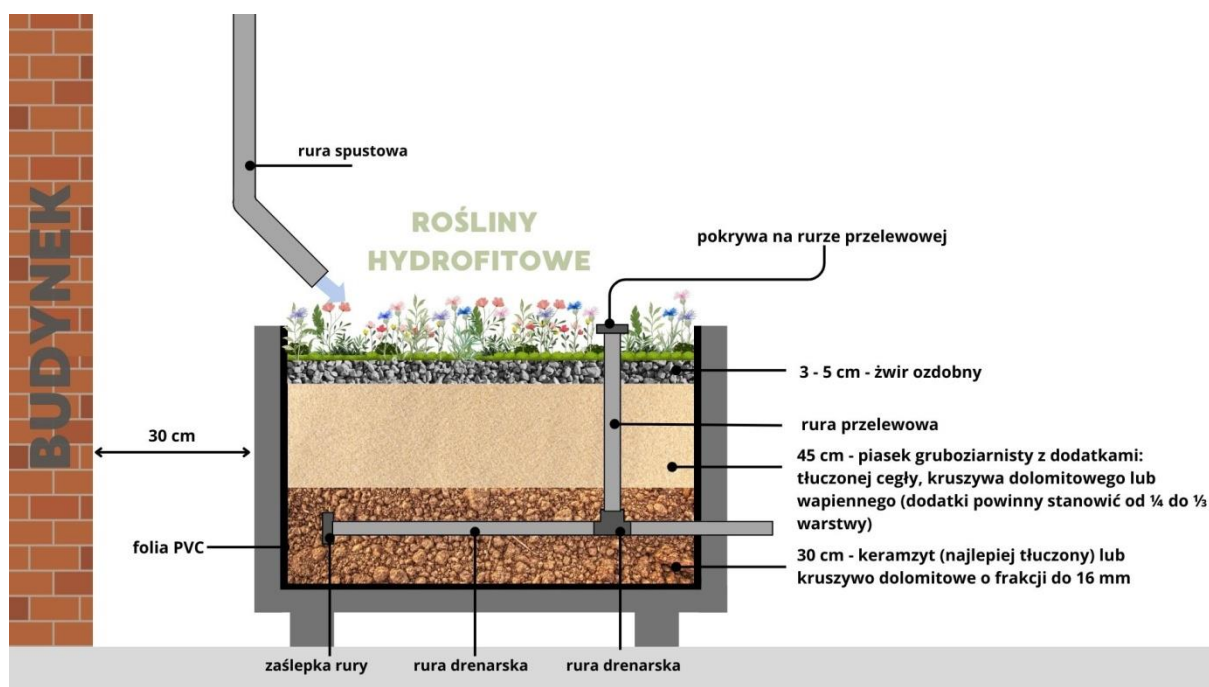 BUDYNEK
rura spustowa
ROŚLINY
HYDROFITOWE
pokrywa na rurze przelewowej
3 - 5 cm - żwir ozdobny
rura przelewowa
30 cm
45 cm - piasek gruboziarnisty z dodatkami:
tłuczonej cegły, kruszywa dolomitowego lub
wapiennego (dodatki powinny stanowić od ¼ do ⅓
warstwy)
folia PVC
30 cm - keramzyt (najlepiej tłuczony) lub
kruszywo dolomitowe o frakcji do 16 mm
zaślepka rury
rura drenarska
rura drenarska